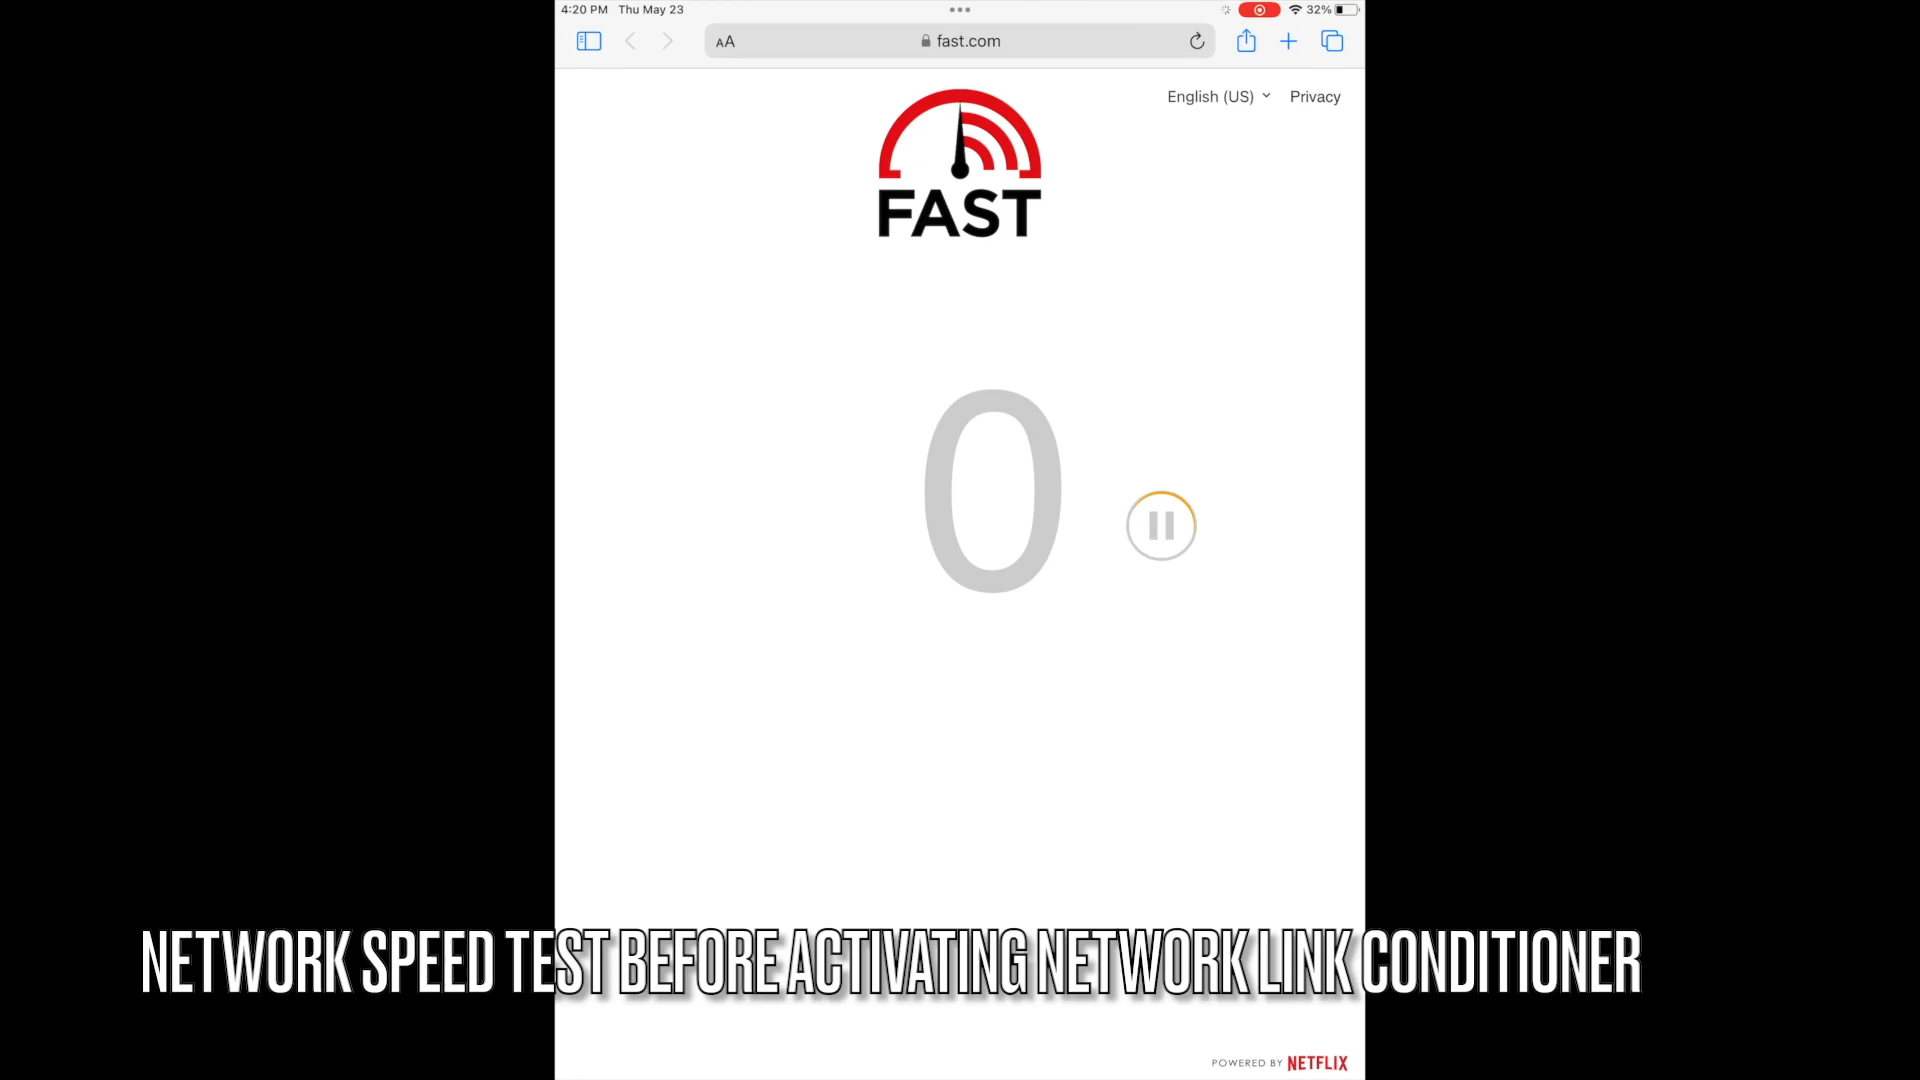 4:20 PM Thu May 23
32%
AA
fast.com
English (US)
Privacy
FAST
0
NETWORK SPEED TEST BEFORE ACTIVATING NETWORK LINK CONDITIONER
POWERED BY NETFLIX